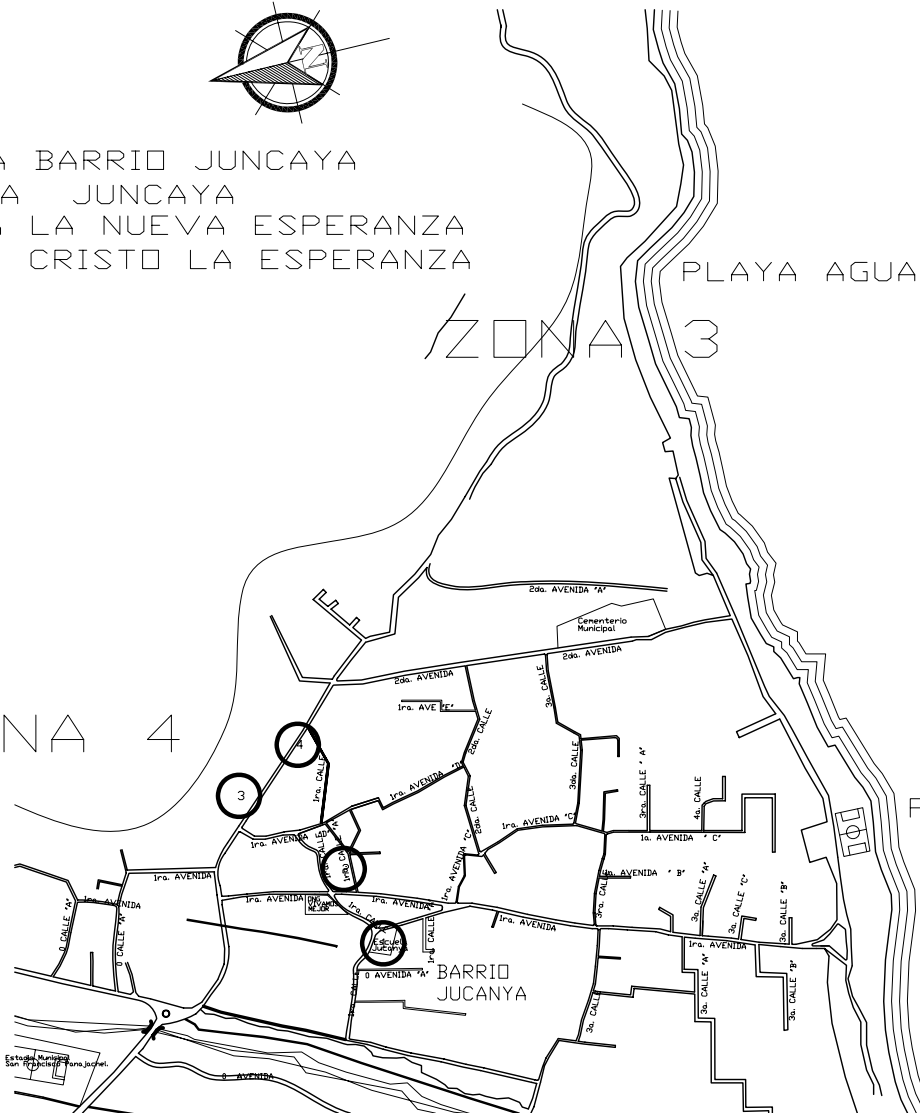 N
A BARRIO JUNCAYA
A JUNCAYA
A LA NUEVA ESPERANZA
CRISTO LA ESPERANZA
PLAYA AGUA
ZONA 3
2da. AVENIDA "A"
Cementerio
Municipal
2da. AVENIDA
2da. AVENIDA
3a. CALLE
1ra. AVE "E"
2da. CALLE
NA 4
4
3
1ra. CALLE
1ra. AVENIDA "D"
3da. CALLE
3ra. CALLE " A"
4a. CALLE
2da. CALLE
1ra. AVENIDA "C"
1a. AVENIDA " C"
1ra. AVENIDA "D"
1ra. AVENIDA "C"
1ra. AVENIDA
AVENIDA " B"
3a. CALLE "A"
3a. CALLE "C"
3a. CALLE "B"
3ra. CALLE
1ra. AVENIDA
1ra. AVENIDA
1ra. AVENIDA
VIVAMOS
MEJOR
0 CALLE "A"
0 CALLE "A"
1ra. AVENIDA
1ra. AVENIDA
1ra. CALLE
0 AVENIDA "A"
BARRIO
JUCANYA
3a. CALLE "A"
3a. CALLE "B"
3a. CALLE
Estadio Municipal
San Francisco Panajachel.
0 AVENIDA